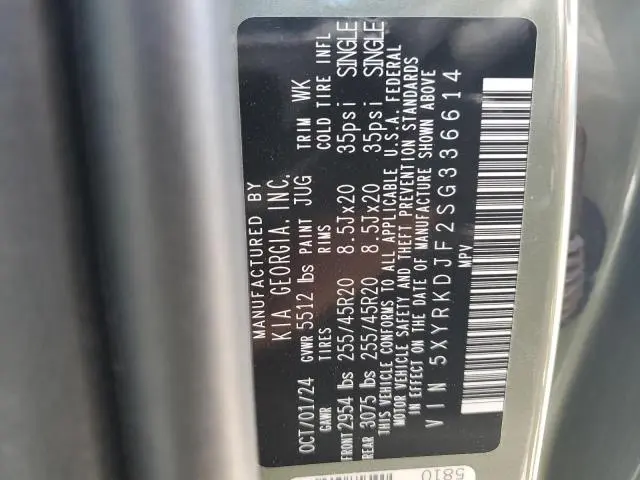 MANUFACTURED BY
KIA GEORGIA, INC.
OCT/01/24 GVWR 5512 lbs PAINT JUG TRIM WK
GAWR TIRES RIMS COLD TIRE INFL
FRONT 2954 lbs 255/45R20 8.5Jx20 35psi SINGLE
REAR 3075 lbs 255/45R20 8.5Jx20 35psi SINGLE
THIS VEHICLE CONFORMS TO ALL APPLICABLE U.S.A. FEDERAL
MOTOR VEHICLE SAFETY AND THEFT PREVENTION STANDARDS
IN EFFECT ON THE DATE OF MANUFACTURE SHOWN ABOVE
VIN 5XYRKDJF2SG336614
MPV
5810